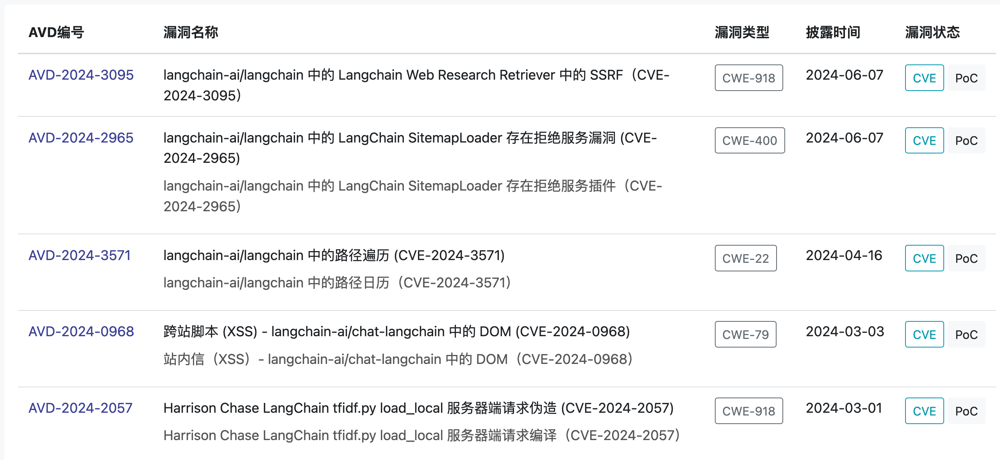 AVD编号 漏洞名称 漏洞类型 披露时间 漏洞状态
AVD-2024-3095 langchain-ai/langchain 中的 Langchain Web Research Retriever 中的 SSRF（CVE- CWE-918 2024-06-07 CVE PoC
2024-3095）
AVD-2024-2965 langchain-ai/langchain 中的 LangChain SitemapLoader 存在拒绝服务漏洞 (CVE- CWE-400 2024-06-07 CVE PoC
2024-2965)
langchain-ai/langchain 中的 LangChain SitemapLoader 存在拒绝服务插件（CVE-
2024-2965）
AVD-2024-3571 langchain-ai/langchain 中的路径遍历 (CVE-2024-3571) CWE-22 2024-04-16 CVE PoC
langchain-ai/langchain 中的路径日历（CVE-2024-3571）
AVD-2024-0968 跨站脚本 (XSS) - langchain-ai/chat-langchain 中的 DOM (CVE-2024-0968) CWE-79 2024-03-03 CVE PoC
站内信（XSS）- langchain-ai/chat-langchain 中的 DOM（CVE-2024-0968）
AVD-2024-2057 Harrison Chase LangChain tfidf.py load_local 服务器端请求伪造 (CVE-2024-2057) CWE-918 2024-03-01 CVE PoC
Harrison Chase LangChain tfidf.py load_local 服务器端请求编译（CVE-2024-2057）